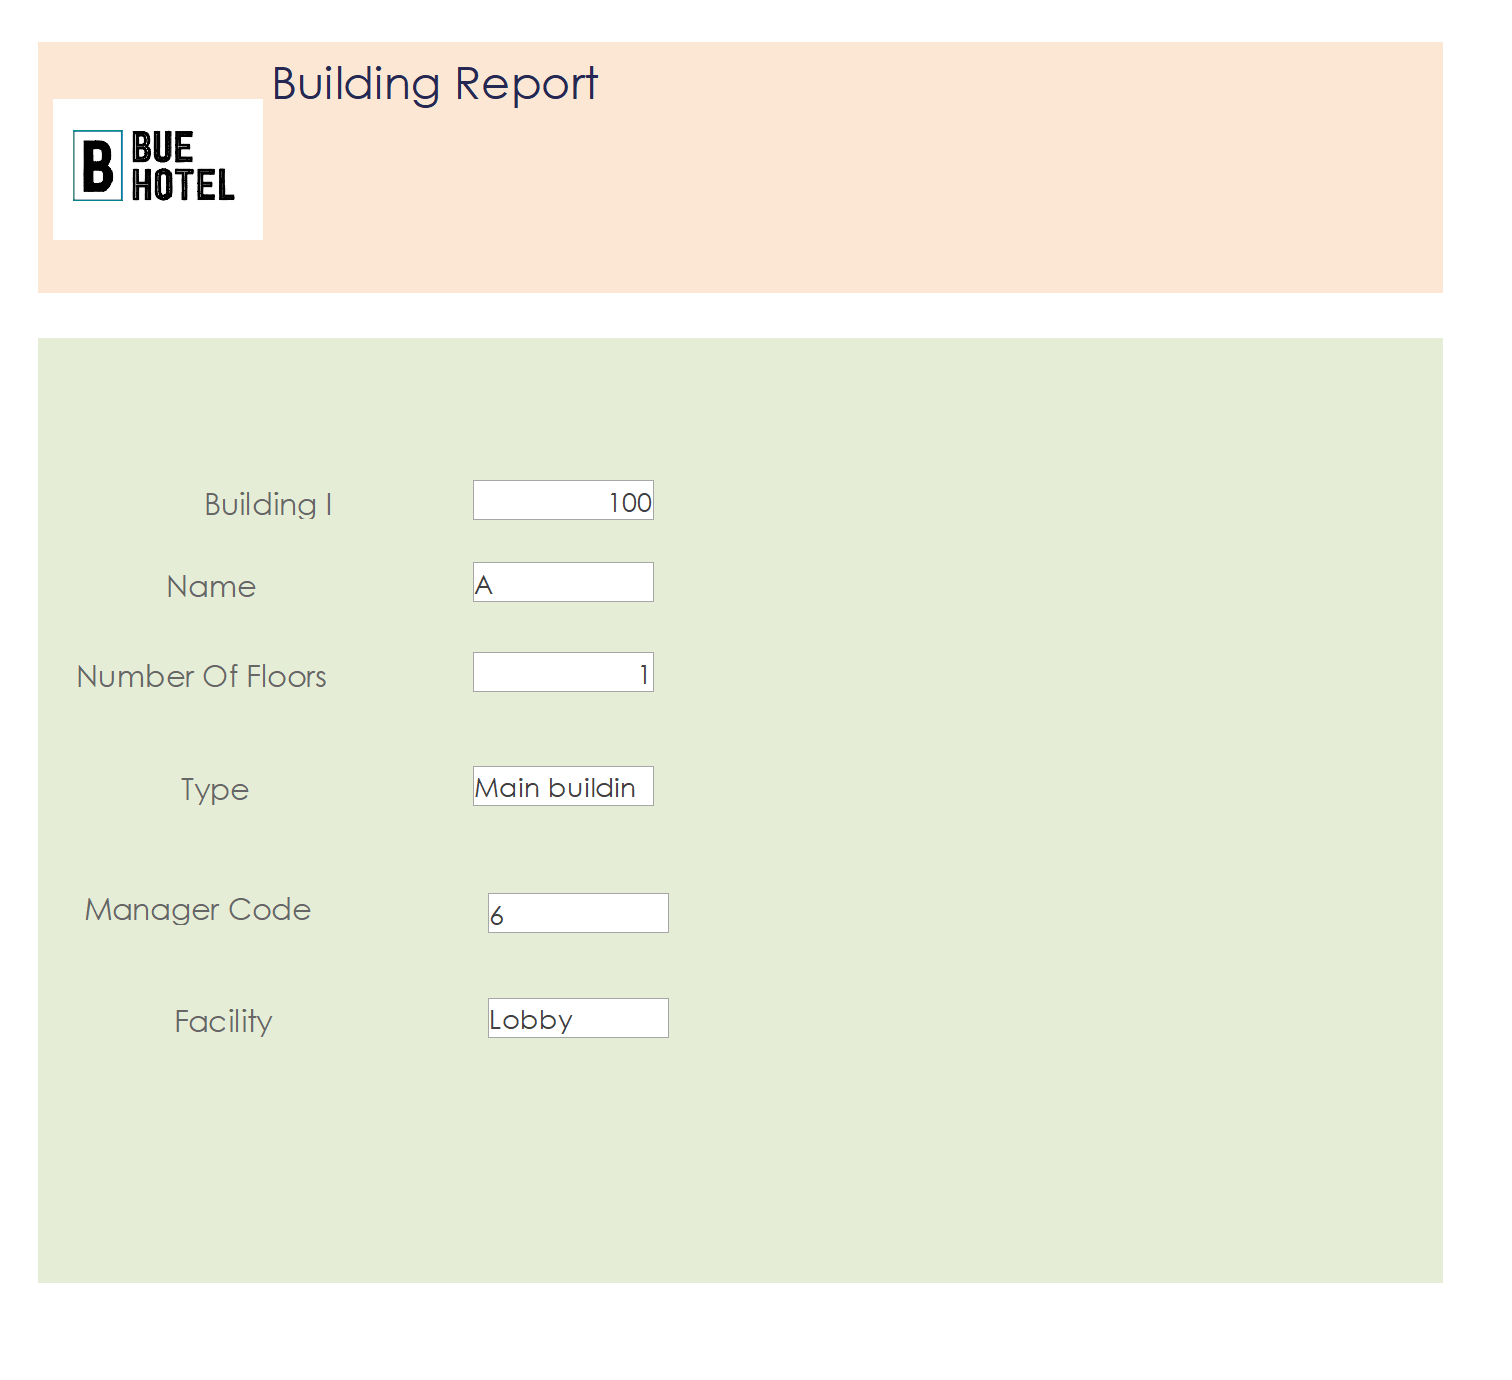 Building Report
B BUE
HOTEL
Building I 100
Name A
Number Of Floors 1
Type Main buildin
Manager Code 6
Facility Lobby